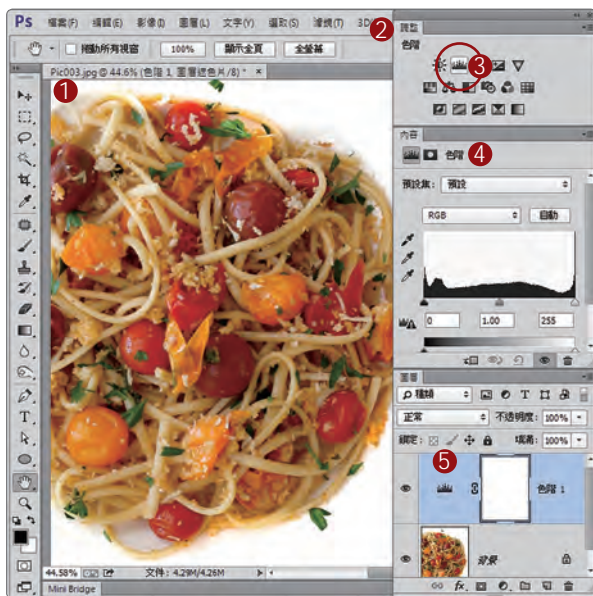 Ps 檔案(F) 編輯(E) 影像(I) 圖層(L) 文字(Y) 選取(S) 濾鏡(T) 3D(
捲動所有視窗 100% 顯示全頁 全螢幕
Pic003.jpg @ 44.6% (色階 1, 圖層遮色片/8) * ×
1
2
調整
色階
3
內容
色階
4
預設集: 預設
RGB 自動
0 1.00 255
圖層
種類
T
正常 不透明度: 100%
鎖定: 填滿: 100%
5
色階 1
背景
fx.
44.58% 文件: 4.29M/4.26M
Mini Bridge